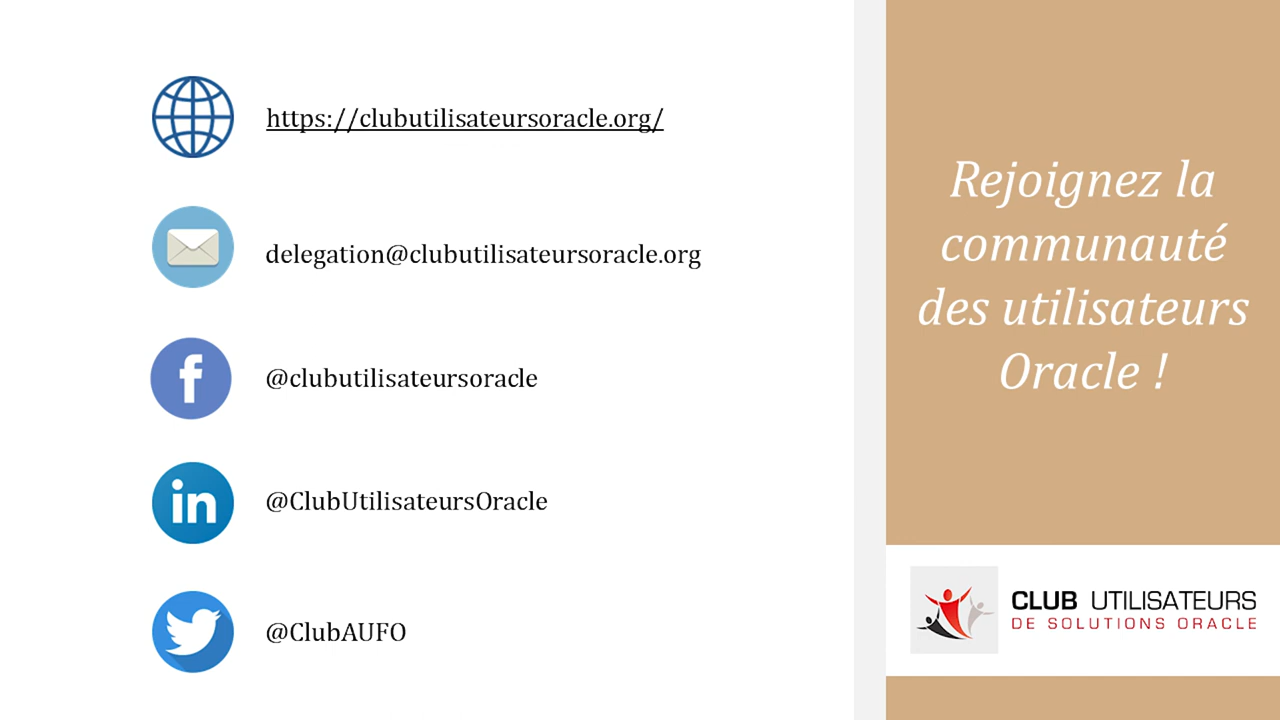 https://clubutilisateursoracle.org/
delegation@clubutilisateursoracle.org
@clubutilisateursoracle
@ClubUtilisateursOracle
@ClubAUFO
Rejoignez la
communauté
des utilisateurs
Oracle !
CLUB UTILISATEURS
DE SOLUTIONS ORACLE